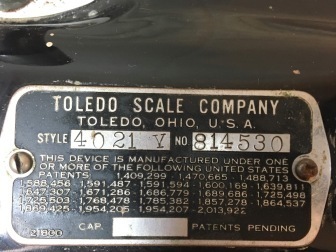 TOLEDO SCALE COMPANY
TOLEDO, OHIO, U.S.A.
STYLE 4021 V NO 814530
THIS DEVICE IS MANUFACTURED UNDER ONE
OR MORE OF THE FOLLOWING UNITED STATES
PATENTS 1,409,299 - 1,470,665 - 1,488,713
1,588,456 - 1,591,487 - 1,591,594 - 1,600,169 - 1,639,811
1,647,307 - 1,671,286 - 1,686,779 - 1,689,686 - 1,725,498
1,725,503 - 1,768,478 - 1,785,382 - 1,857,278 - 1,864,537
1,869,425 - 1,954,205 - 1,954,207 - 2,013,922
21800 CAP. PATENTS PENDING